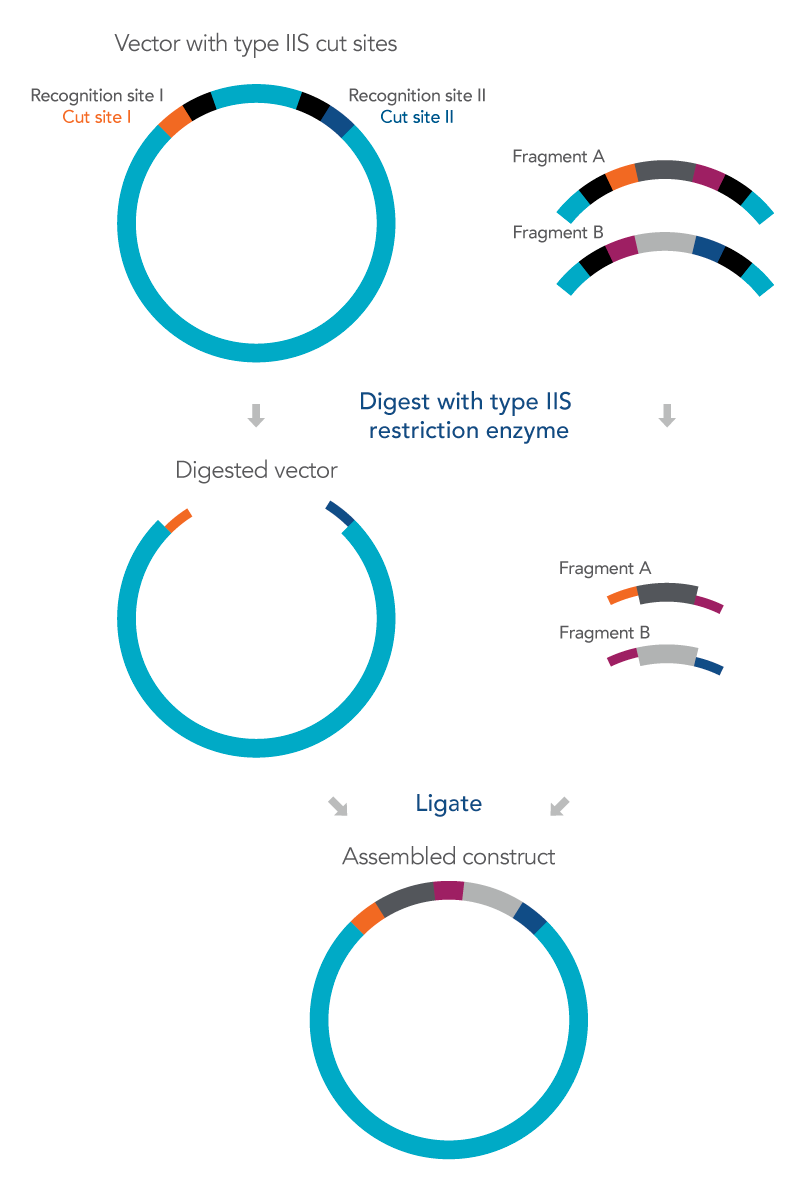 Vector with type IIS cut sites
Recognition site I
Cut site I
Recognition site II
Cut site II
Fragment A
Fragment B
Digest with type IIS
restriction enzyme
Digested vector
Fragment A
Fragment B
Ligate
Assembled construct